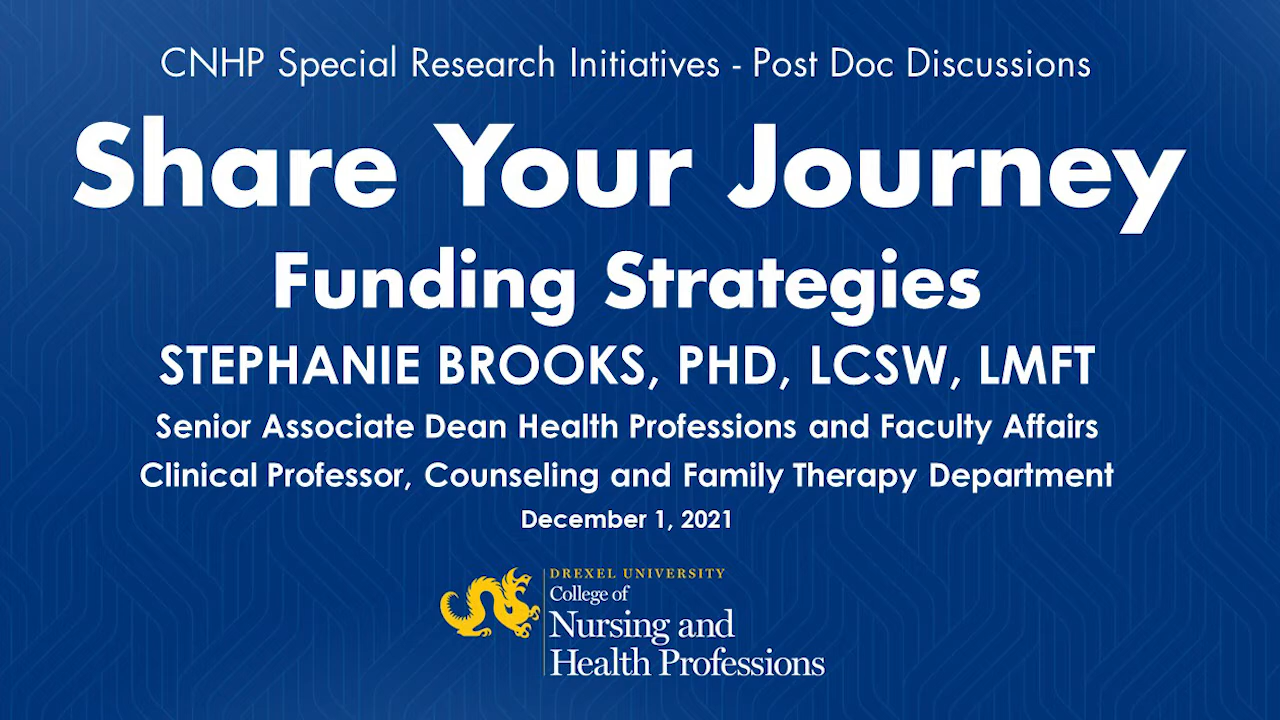 CNHP Special Research Initiatives - Post Doc Discussions
Share Your Journey
Funding Strategies
STEPHANIE BROOKS, PHD, LCSW, LMFT
Senior Associate Dean Health Professions and Faculty Affairs
Clinical Professor, Counseling and Family Therapy Department
December 1, 2021
DREXEL UNIVERSITY
College of
Nursing and
Health Professions